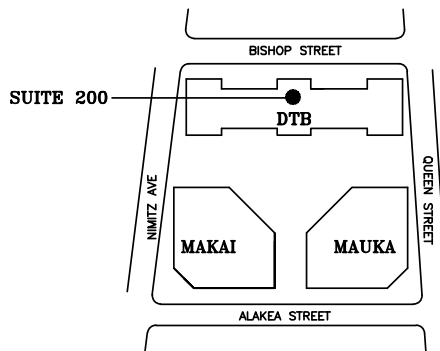 BISHOP STREET
SUITE 200
DTB
NIMITZ AVE
QUEEN STREET
MAKAI
MAUKA
ALAKEA STREET